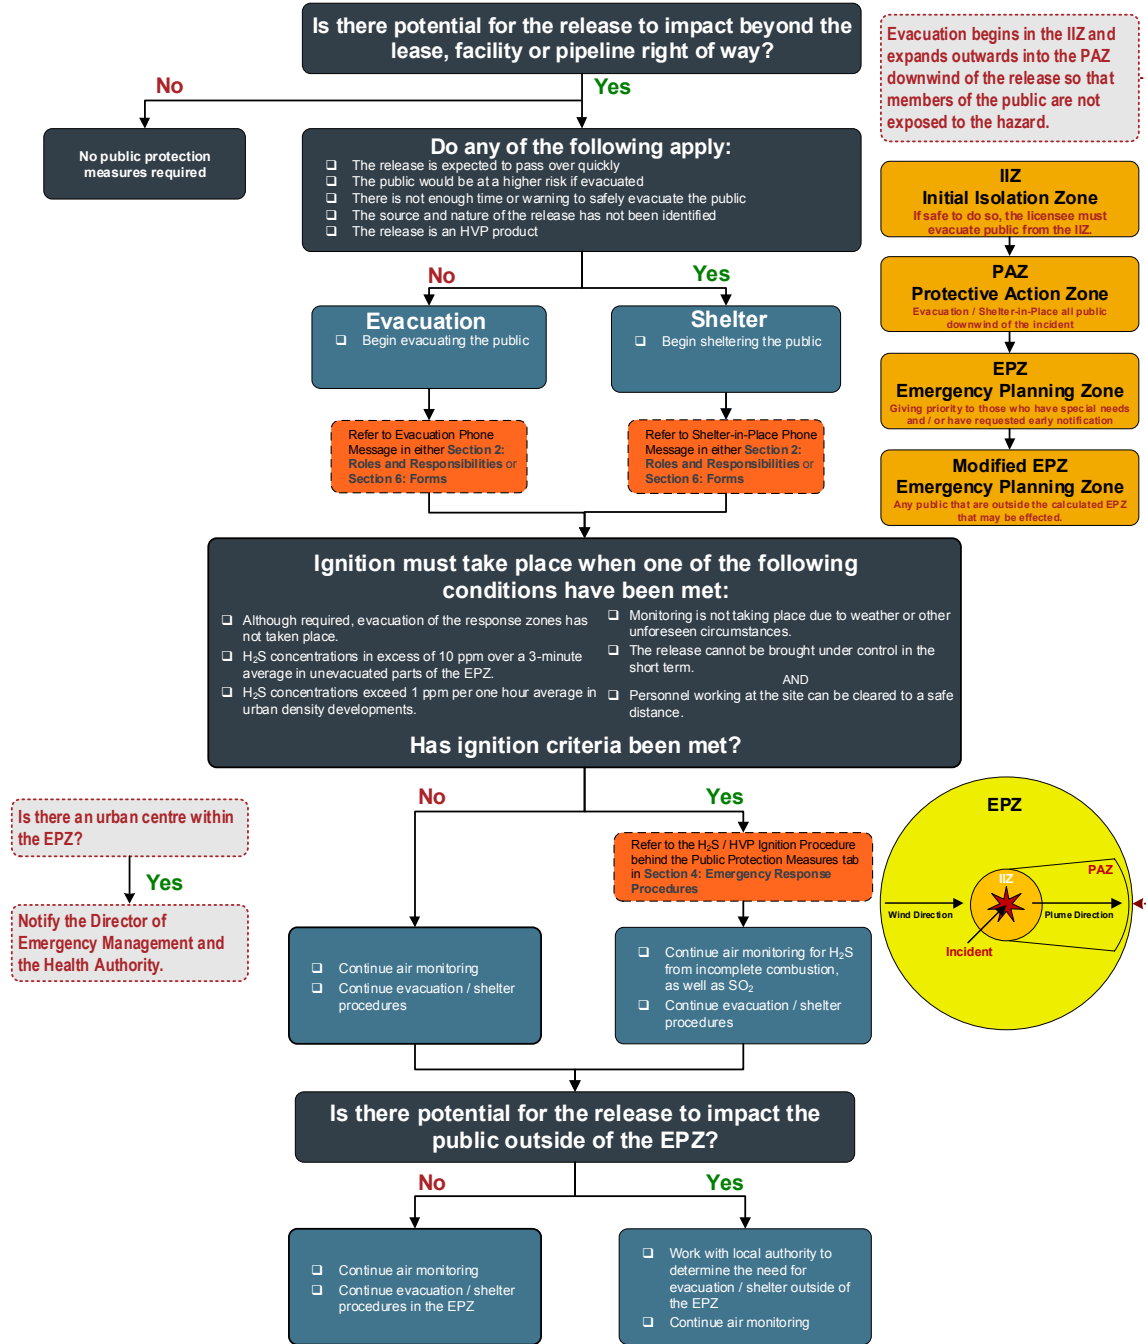 Is there potential for the release to impact beyond the
lease, facility or pipeline right of way?
No
Yes
No public protection
measures required
Do any of the following apply:
❑ The release is expected to pass over quickly
❑ The public would be at a higher risk if evacuated
❑ There is not enough time or warning to safely evacuate the public
❑ The source and nature of the release has not been identified
❑ The release is an HVP product
No
Yes
Evacuation
❑ Begin evacuating the public
Shelter
❑ Begin sheltering the public
Refer to Evacuation Phone
Message in either Section 2:
Roles and Responsibilities or
Section 6: Forms
Refer to Shelter-in-Place Phone
Message in either Section 2:
Roles and Responsibilities or
Section 6: Forms
Evacuation begins in the IIZ and
expands outwards into the PAZ
downwind of the release so that
members of the public are not
exposed to the hazard.
IIZ
Initial Isolation Zone
If safe to do so, the licensee must
evacuate public from the IIZ.
PAZ
Protective Action Zone
Evacuation / Shelter-in-Place all public
downwind of the incident
EPZ
Emergency Planning Zone
Giving priority to those who have special needs
and / or have requested early notification
Modified EPZ
Emergency Planning Zone
Any public that are outside the calculated EPZ
that may be effected.
Ignition must take place when one of the following
conditions have been met:
❑ Although required, evacuation of the response zones has
not taken place.
❑ H₂S concentrations in excess of 10 ppm over a 3-minute
average in unevacuated parts of the EPZ.
❑ H₂S concentrations exceed 1 ppm per one hour average in
urban density developments.
❑ Monitoring is not taking place due to weather or other
unforeseen circumstances.
❑ The release cannot be brought under control in the
short term.
AND
❑ Personnel working at the site can be cleared to a safe
distance.
Has ignition criteria been met?
No
Yes
Is there an urban centre within
the EPZ?
Yes
Notify the Director of
Emergency Management and
the Health Authority.
Refer to the H₂S / HVP Ignition Procedure
behind the Public Protection Measures tab
in Section 4: Emergency Response
Procedures
❑ Continue air monitoring
❑ Continue evacuation / shelter
procedures
❑ Continue air monitoring for H₂S
from incomplete combustion,
as well as SO₂
❑ Continue evacuation / shelter
procedures
EPZ
PAZ
IIZ
Wind Direction
Plume Direction
Incident
Is there potential for the release to impact the
public outside of the EPZ?
No
Yes
❑ Continue air monitoring
❑ Continue evacuation / shelter
procedures in the EPZ
❑ Work with local authority to
determine the need for
evacuation / shelter outside of
the EPZ
❑ Continue air monitoring